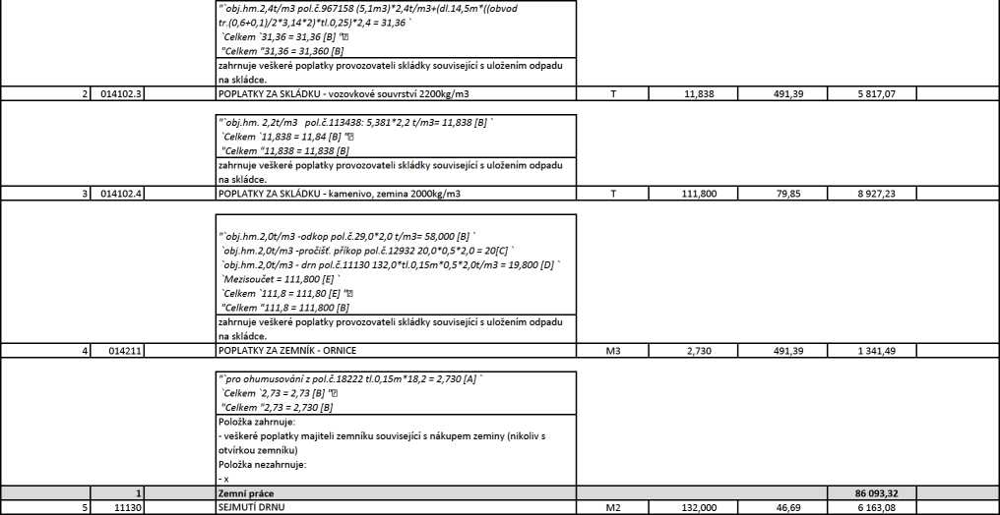 "`obj.hm.2,4t/m3 pol.č.967158 (5,1m3)*2,4t/m3+(dl.14,5m*((obvod
tr.(0,6+0,1)/2*3,14*2)*tl.0,25)*2,4 = 31,36 `
`Celkem `31,36 = 31,36 [B] "
"Celkem "31,36 = 31,360 [B]
zahrnuje veškeré poplatky provozovateli skládky související s uložením odpadu
na skládce.
2 014102.3 POPLATKY ZA SKLÁDKU - vozovkové souvrství 2200kg/m3 T 11,838 491,39 5 817,07
"`obj.hm. 2,2t/m3 pol.č.113438: 5,381*2,2 t/m3= 11,838 [B] `
`Celkem `11,838 = 11,84 [B] "
"Celkem "11,838 = 11,838 [B]
zahrnuje veškeré poplatky provozovateli skládky související s uložením odpadu
na skládce.
3 014102.4 POPLATKY ZA SKLÁDKU - kamenivo, zemina 2000kg/m3 T 111,800 79,85 8 927,23
"`obj.hm.2,0t/m3 -odkop pol.č.29,0*2,0 t/m3= 58,000 [B] `
`obj.hm.2,0t/m3 -pročišť. příkop pol.č.12932 20,0*0,5*2,0 = 20[C] `
`obj.hm.2,0t/m3 - drn pol.č.11130 132,0*tl.0,15m*0,5*2,0t/m3 = 19,800 [D] `
`Mezisoučet = 111,800 [E] `
`Celkem `111,8 = 111,80 [E] "
"Celkem "111,8 = 111,800 [B]
zahrnuje veškeré poplatky provozovateli skládky související s uložením odpadu
na skládce.
4 014211 POPLATKY ZA ZEMNÍK - ORNICE M3 2,730 491,39 1 341,49
"`pro ohumusování z pol.č.18222 tl.0,15m*18,2 = 2,730 [A] `
`Celkem `2,73 = 2,73 [B] "
"Celkem "2,73 = 2,730 [B]
Položka zahrnuje:
- veškeré poplatky majiteli zemníku související s nákupem zeminy (nikoliv s
otvírkou zemníku)
Položka nezahrnuje:
- x
1 Zemní práce 86 093,32
5 11130 SEJMUTÍ DRNU M2 132,000 46,69 6 163,08